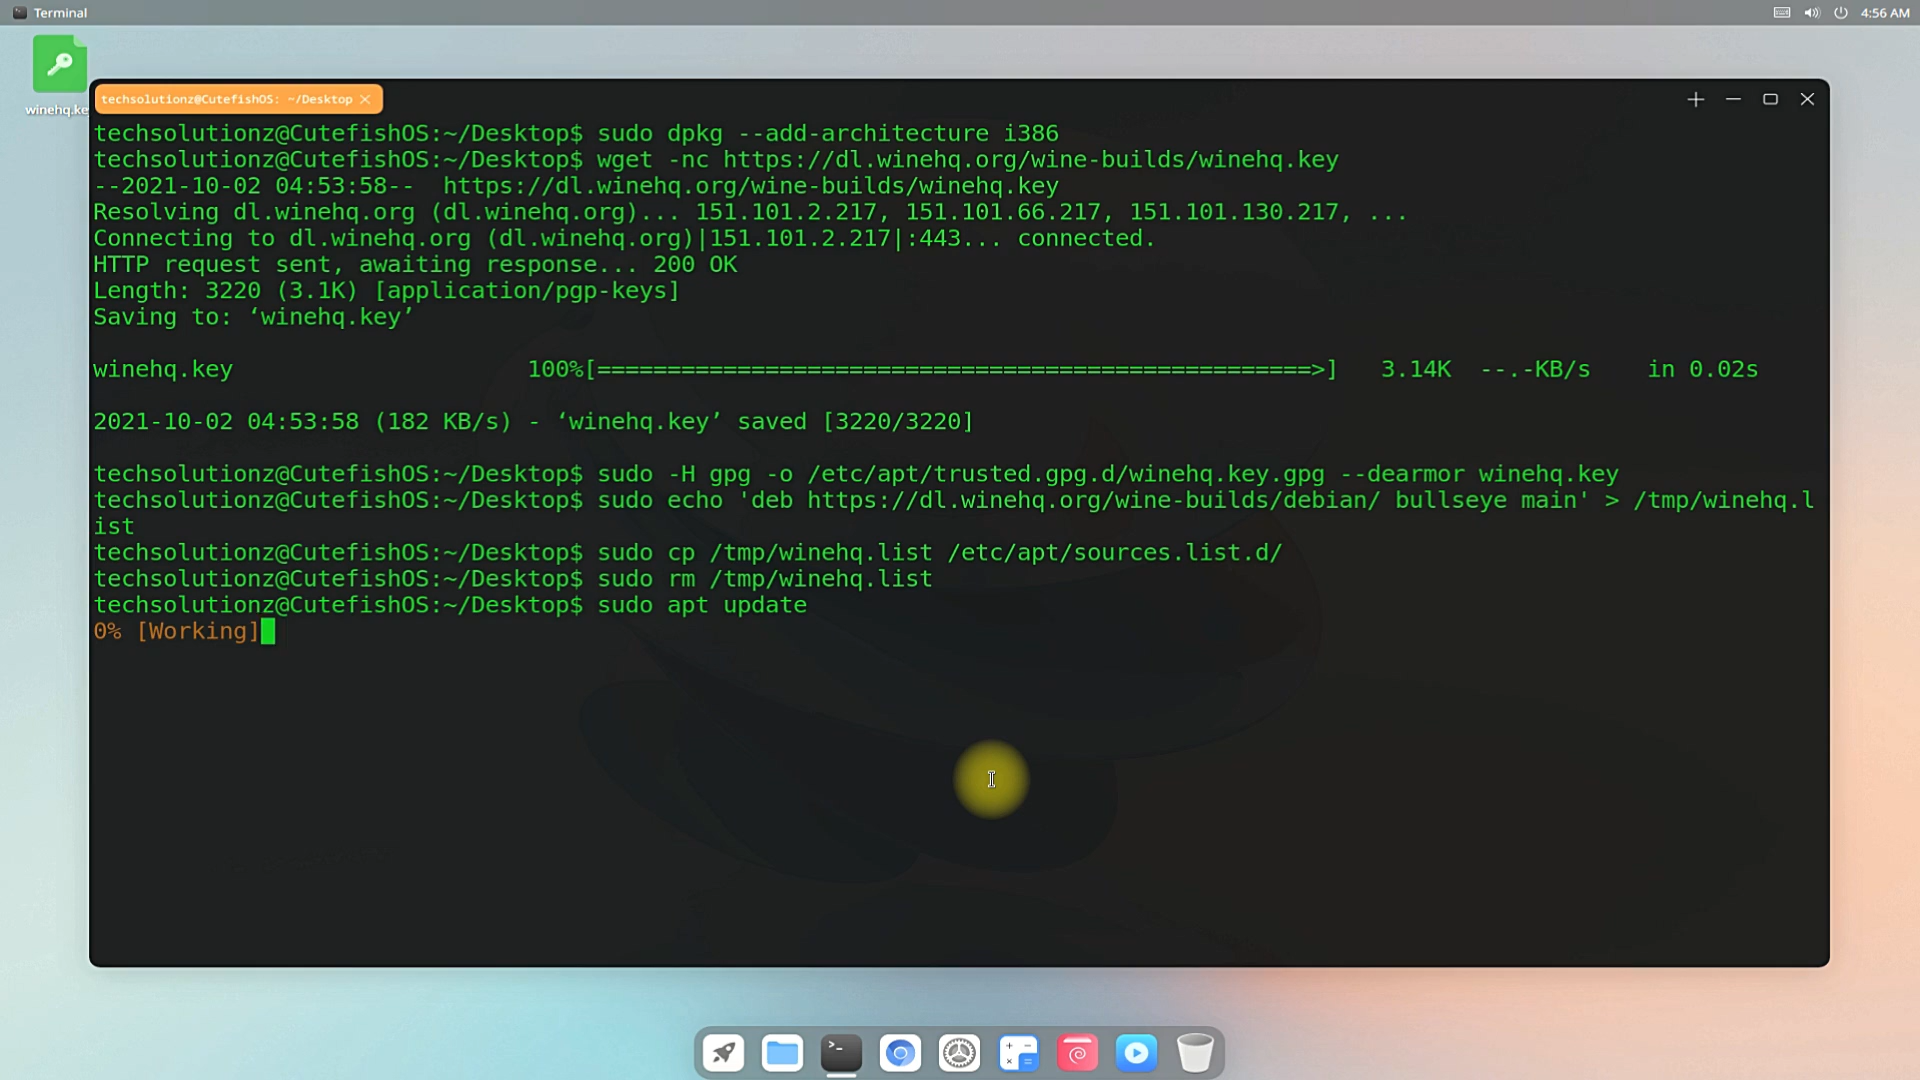 Terminal
4:56 AM
winehq.ke
techsolutionz@CutefishOS: ~/Desktop
techsolutionz@CutefishOS:~/Desktop$ sudo dpkg --add-architecture i386
techsolutionz@CutefishOS:~/Desktop$ wget -nc https://dl.winehq.org/wine-builds/winehq.key
--2021-10-02 04:53:58--  https://dl.winehq.org/wine-builds/winehq.key
Resolving dl.winehq.org (dl.winehq.org)... 151.101.2.217, 151.101.66.217, 151.101.130.217, ...
Connecting to dl.winehq.org (dl.winehq.org)|151.101.2.217|:443... connected.
HTTP request sent, awaiting response... 200 OK
Length: 3220 (3.1K) [application/pgp-keys]
Saving to: ‘winehq.key’
winehq.key                     100%[===================================================>]   3.14K  --.-KB/s    in 0.02s
2021-10-02 04:53:58 (182 KB/s) - ‘winehq.key’ saved [3220/3220]
techsolutionz@CutefishOS:~/Desktop$ sudo -H gpg -o /etc/apt/trusted.gpg.d/winehq.key.gpg --dearmor winehq.key
techsolutionz@CutefishOS:~/Desktop$ sudo echo 'deb https://dl.winehq.org/wine-builds/debian/ bullseye main' > /tmp/winehq.l
ist
techsolutionz@CutefishOS:~/Desktop$ sudo cp /tmp/winehq.list /etc/apt/sources.list.d/
techsolutionz@CutefishOS:~/Desktop$ sudo rm /tmp/winehq.list
techsolutionz@CutefishOS:~/Desktop$ sudo apt update
0% [Working]